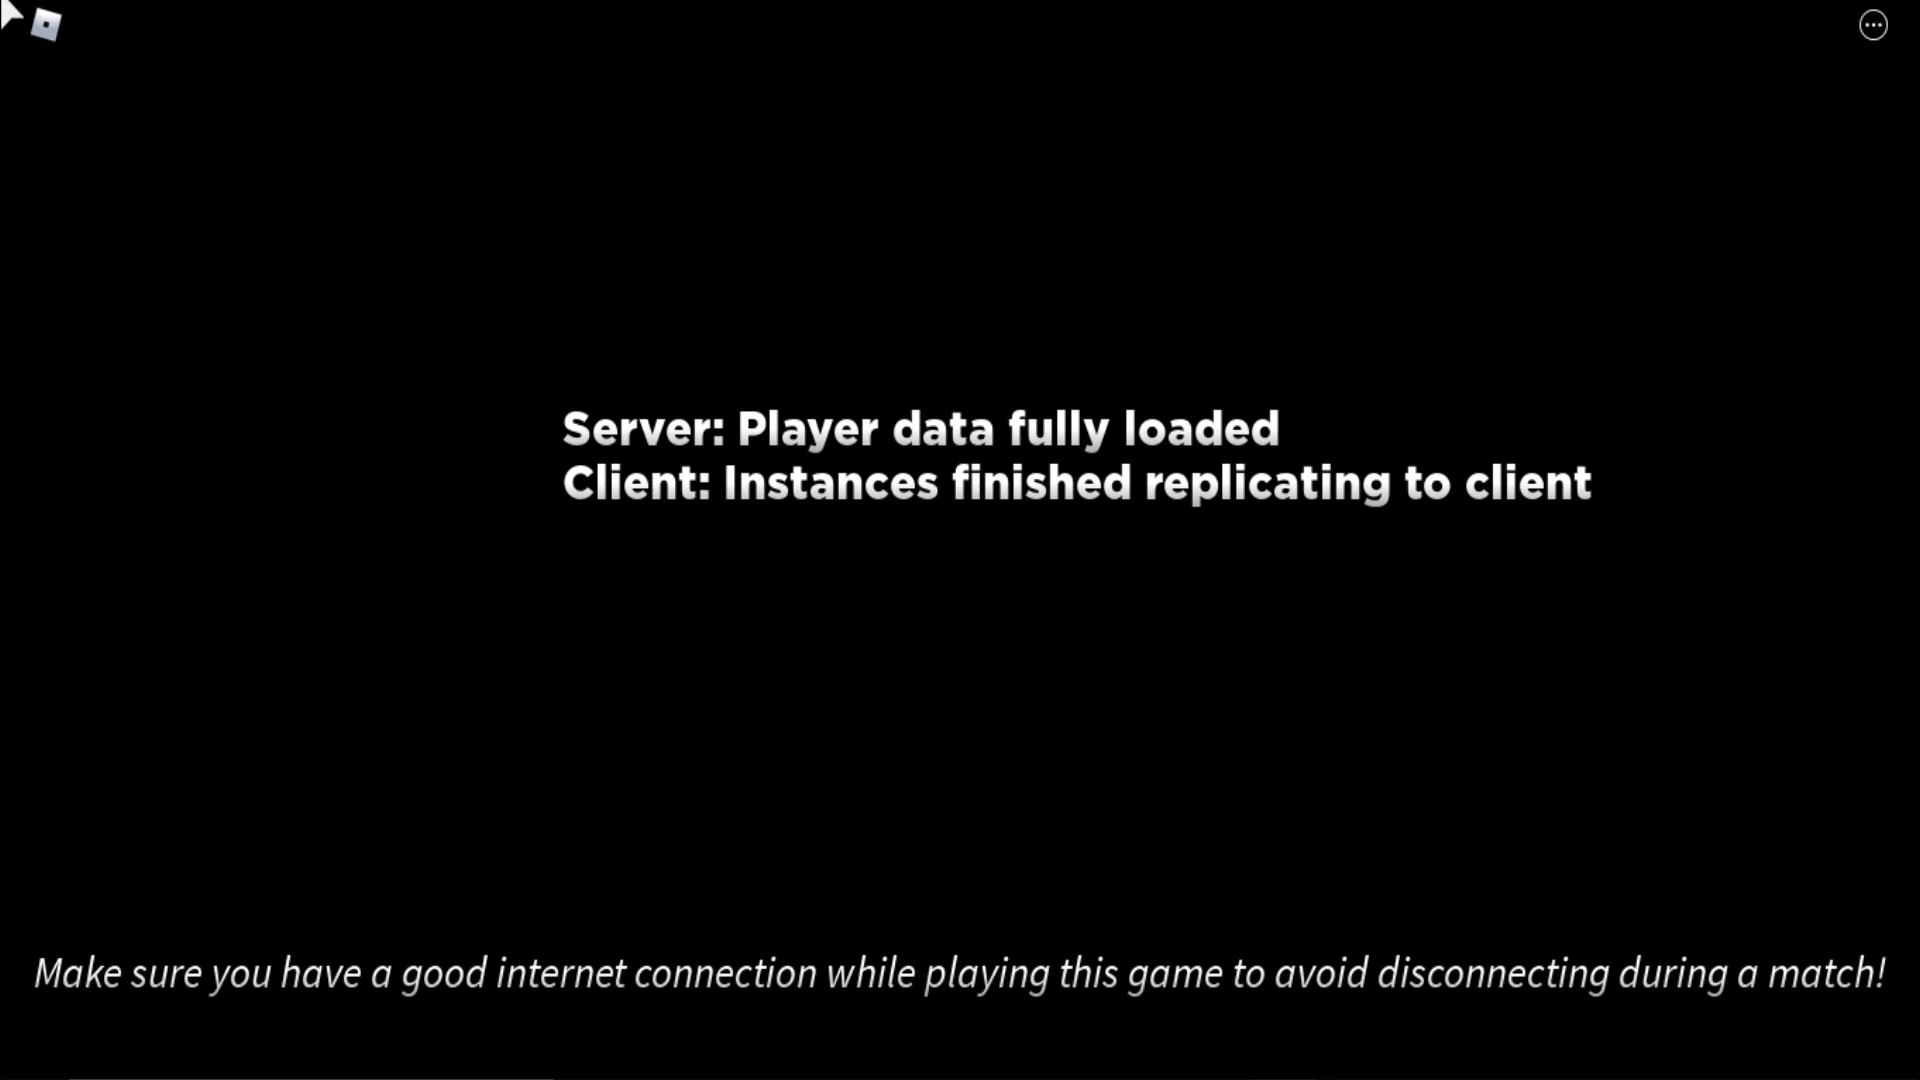 Server: Player data fully loaded
Client: Instances finished replicating to client
Make sure you have a good internet connection while playing this game to avoid disconnecting during a match!